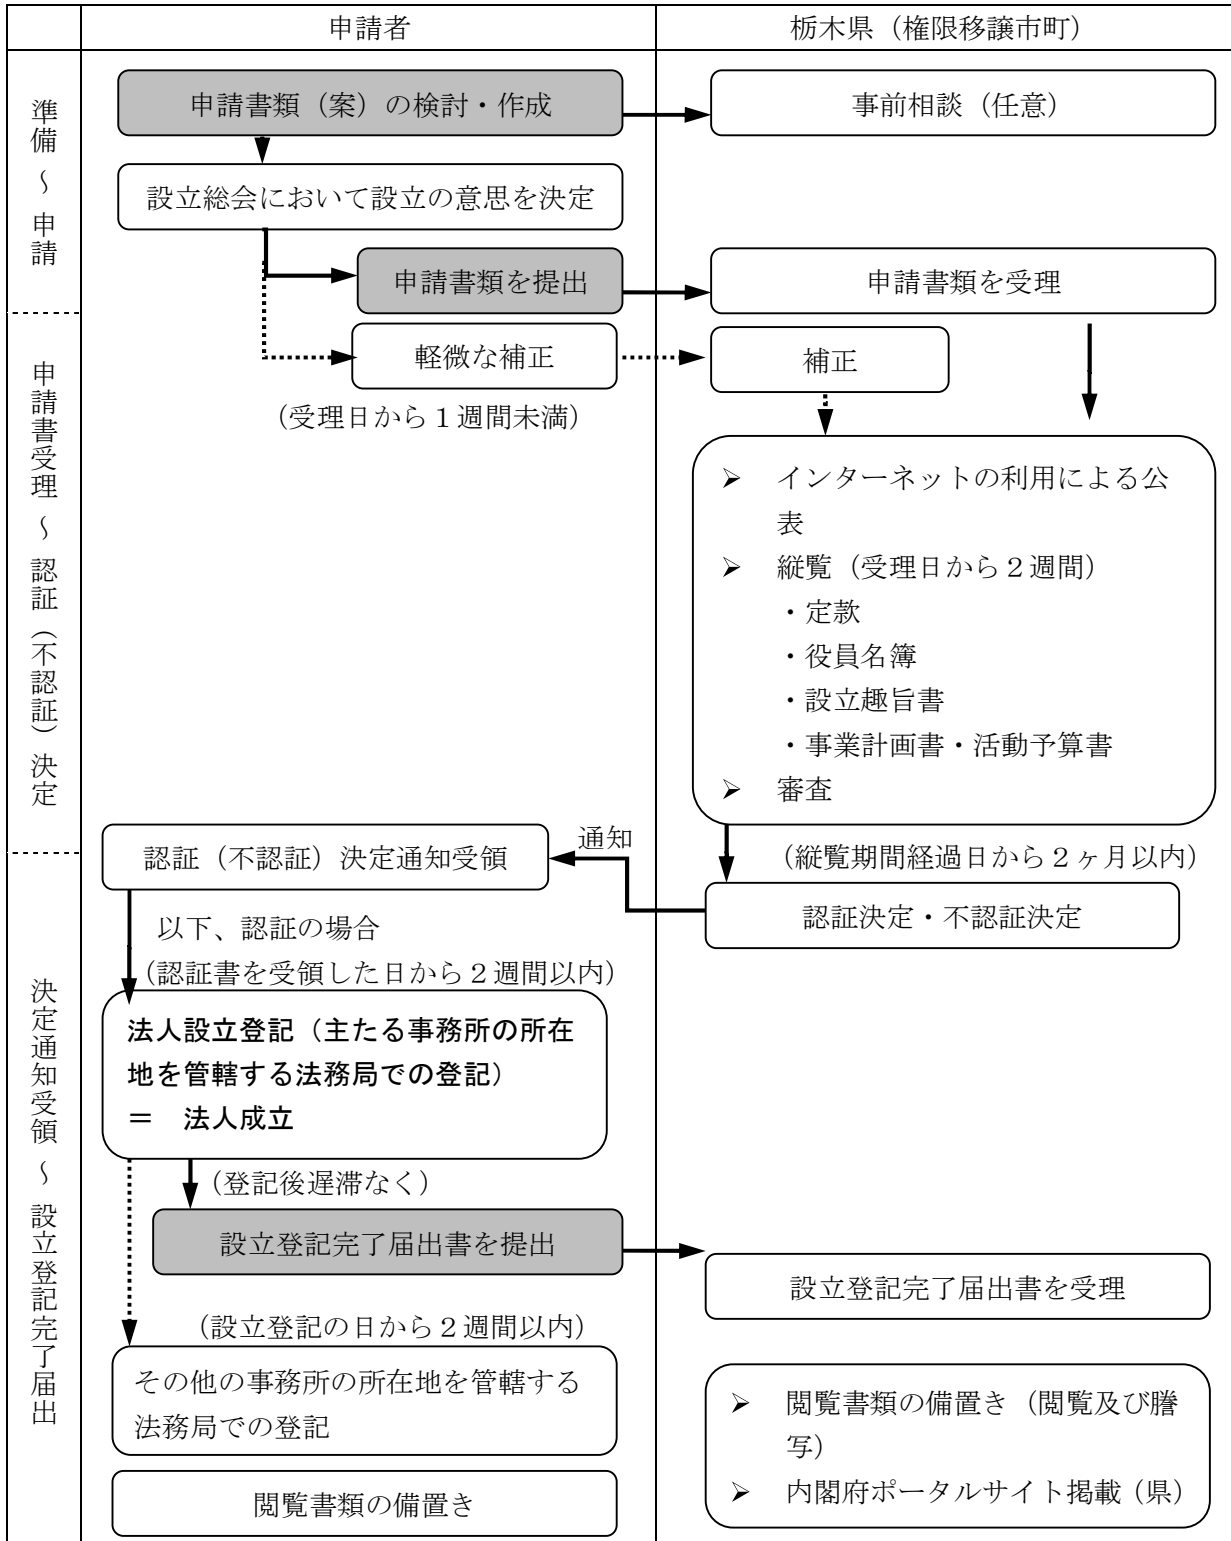 申請者
栃木県（権限移譲市町）
準備～申請
申請書類（案）の検討・作成
事前相談（任意）
設立総会において設立の意思を決定
申請書類を提出
申請書類を受理
申請書受理～認証（不認証）決定
軽微な補正
補正
（受理日から１週間未満）
➢ インターネットの利用による公
表
➢ 縦覧（受理日から２週間）
・定款
・役員名簿
・設立趣旨書
・事業計画書・活動予算書
➢ 審査
通知
認証（不認証）決定通知受領
（縦覧期間経過日から２ヶ月以内）
認証決定・不認証決定
決定通知受領～設立登記完了届出
以下、認証の場合
（認証書を受領した日から２週間以内）
法人設立登記（主たる事務所の所在
地を管轄する法務局での登記）
＝　法人成立
（登記後遅滞なく）
設立登記完了届出書を提出
設立登記完了届出書を受理
（設立登記の日から２週間以内）
その他の事務所の所在地を管轄する
法務局での登記
閲覧書類の備置き
➢ 閲覧書類の備置き（閲覧及び謄
写）
➢ 内閣府ポータルサイト掲載（県）